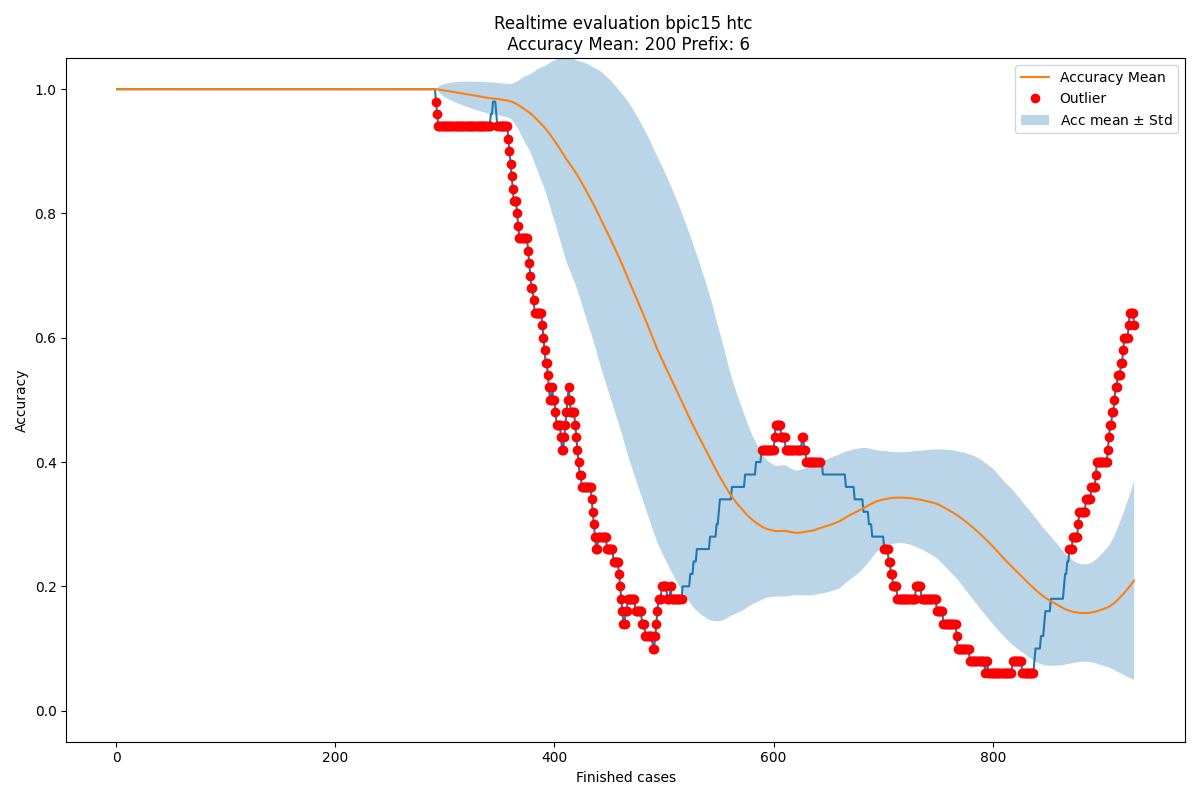 Realtime evaluation bpic15 htc
Accuracy Mean: 200 Prefix: 6
Accuracy Mean
Outlier
Acc mean ± Std
1.0
0.8
0.6
0.4
0.2
0.0
Accuracy
0 200 400 600 800
Finished cases